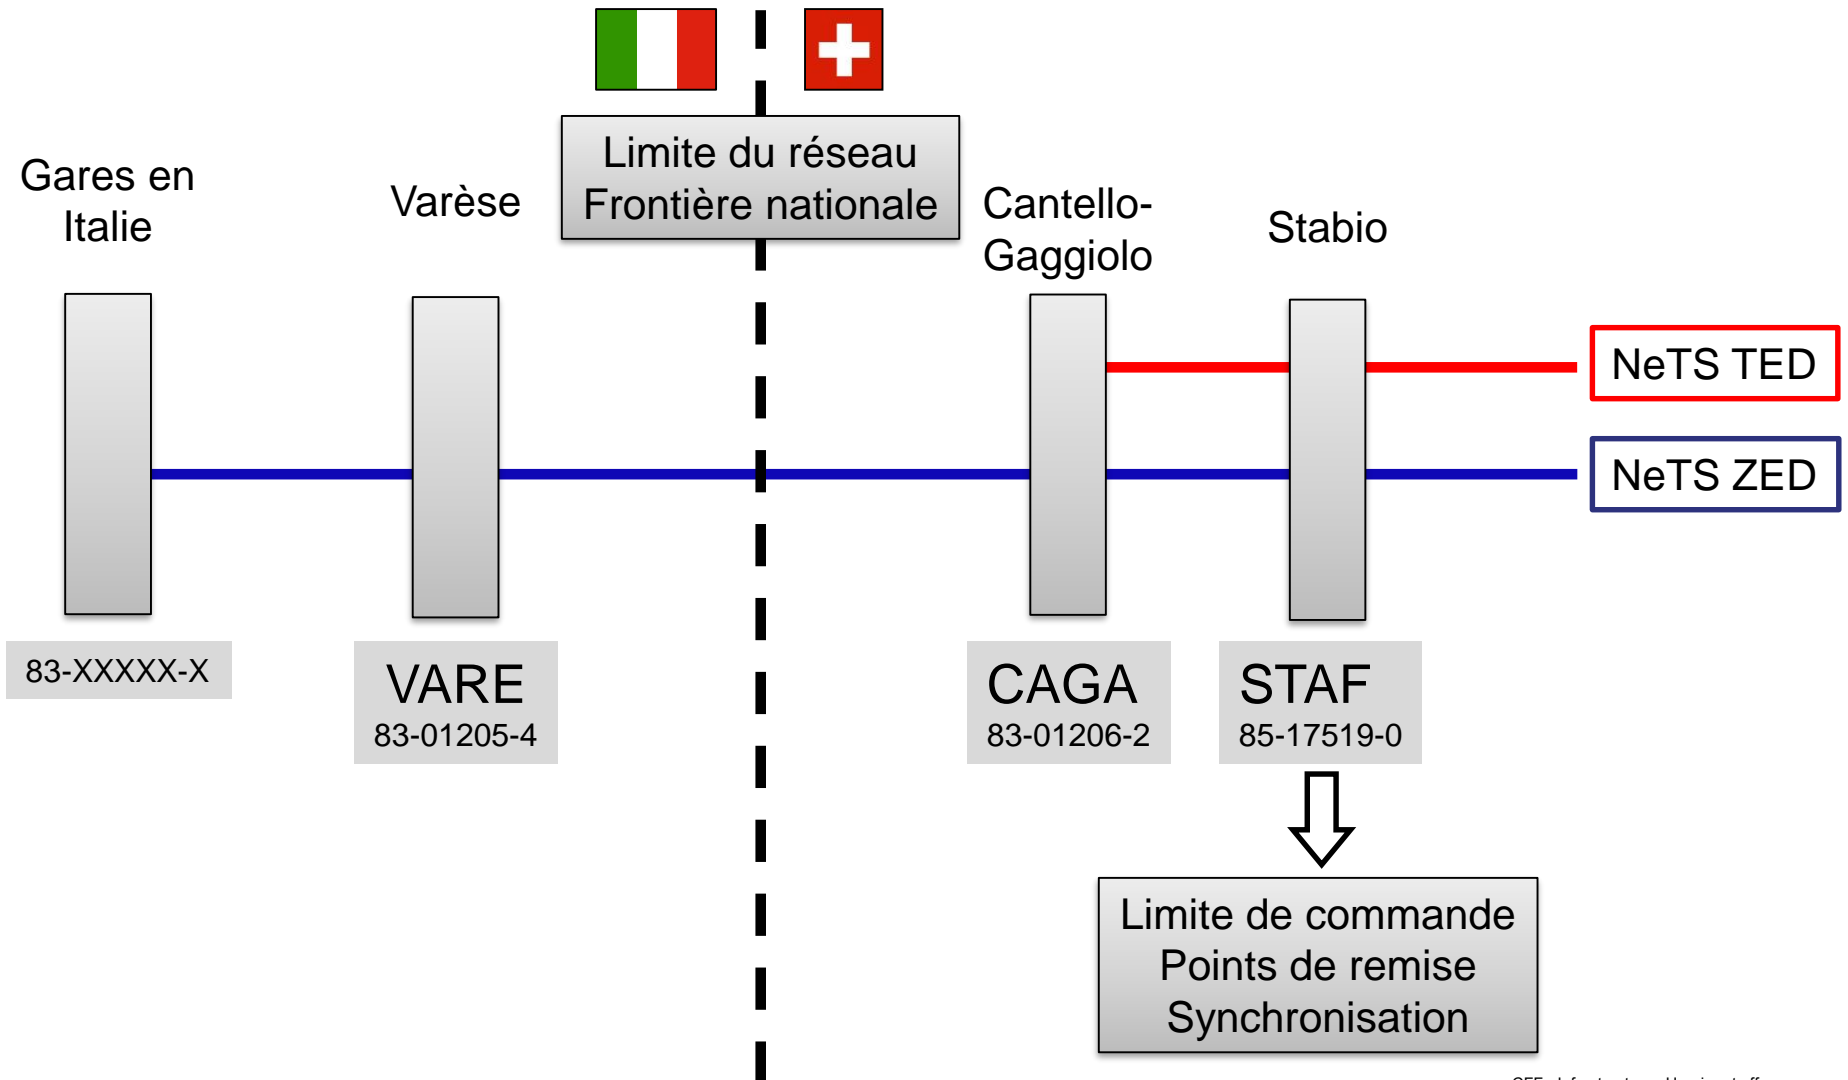 Limite du réseau
Frontière nationale
Gares en
Italie
Varèse
Cantello-
Gaggiolo
Stabio
NeTS TED
NeTS ZED
83-XXXXX-X
VARE
83-01205-4
CAGA
83-01206-2
STAF
85-17519-0
Limite de commande
Points de remise
Synchronisation